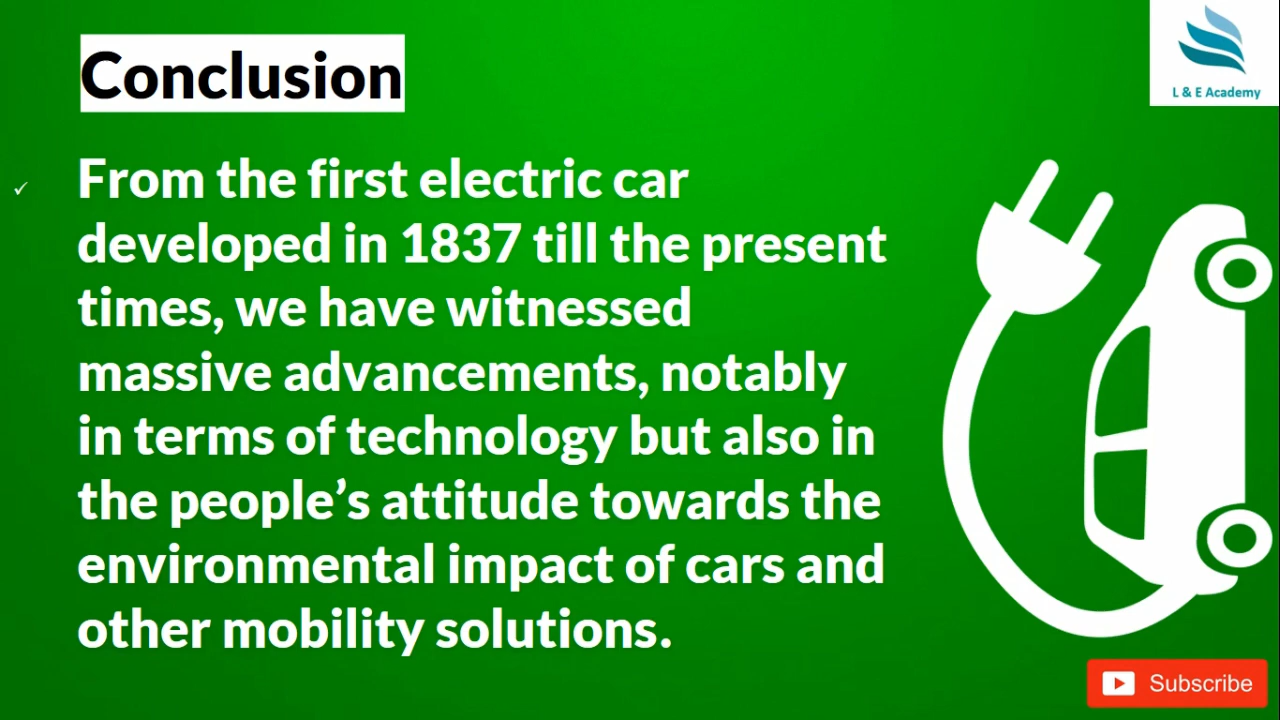 Conclusion
L & E Academy
✓ From the first electric car
developed in 1837 till the present
times, we have witnessed
massive advancements, notably
in terms of technology but also in
the people’s attitude towards the
environmental impact of cars and
other mobility solutions.
Subscribe